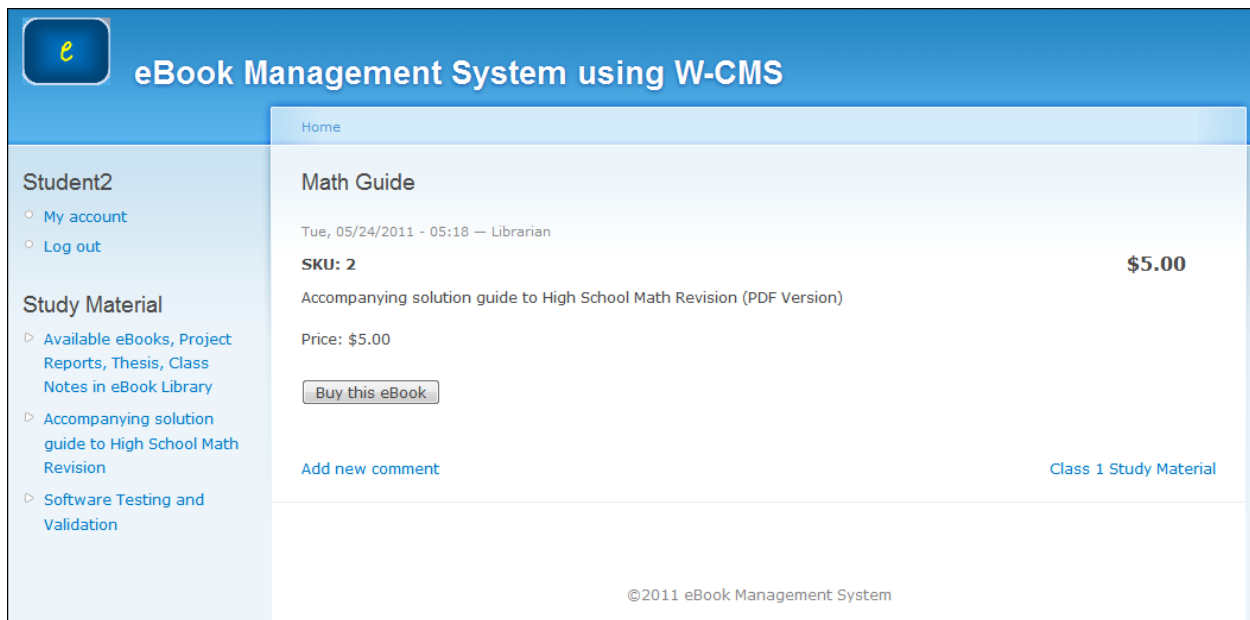 e
eBook Management System using W-CMS
Home
Student2
My account
Log out
Study Material
Available eBooks, Project
Reports, Thesis, Class
Notes in eBook Library
Accompanying solution
guide to High School Math
Revision
Software Testing and
Validation
Math Guide
Tue, 05/24/2011 - 05:18 — Librarian
SKU: 2
$5.00
Accompanying solution guide to High School Math Revision (PDF Version)
Price: $5.00
Buy this eBook
Add new comment
Class 1 Study Material
©2011 eBook Management System